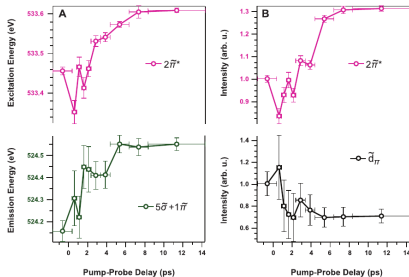 A
Excitation Energy (eV)
533.6
533.5
533.4
2π̃*
B
Intensity (arb. u.)
1.3
1.2
1.1
1.0
0.9
2π̃*
Emission Energy (eV)
524.5
524.4
524.3
524.2
5σ̃+1π̃
0 2 4 6 8 10 12 14
Pump-Probe Delay (ps)
Intensity (arb. u.)
1.4
1.2
1.0
0.8
0.6
d̃π
0 2 4 6 8 10 12 14
Pump-Probe Delay (ps)